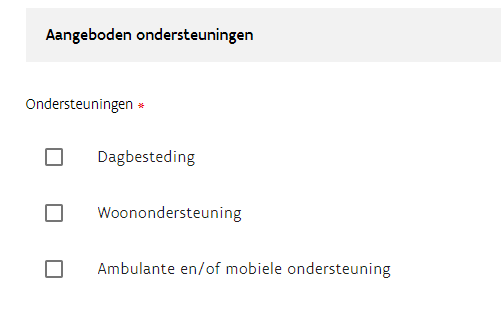 Aangeboden ondersteuningen
Ondersteuningen *
Dagbesteding
Woonondersteuning
Ambulante en/of mobiele ondersteuning